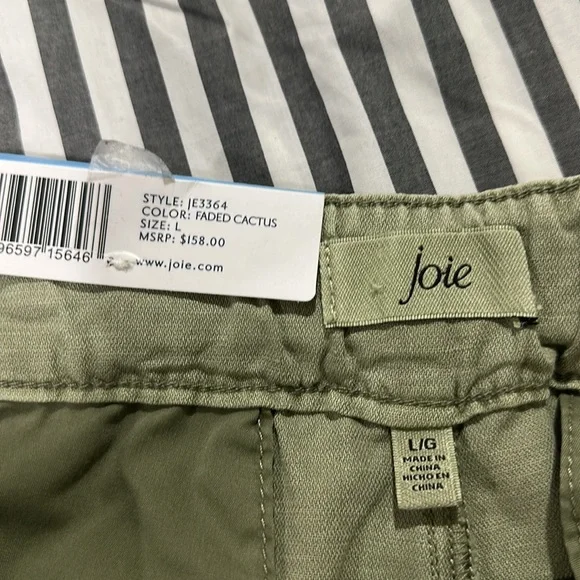 STYLE: JE3364
COLOR: FADED CACTUS
SIZE: L
MSRP: $158.00
www.joie.com
96597 15646
joie
L/G
MADE IN
CHINA
HICHO EN
CHINA